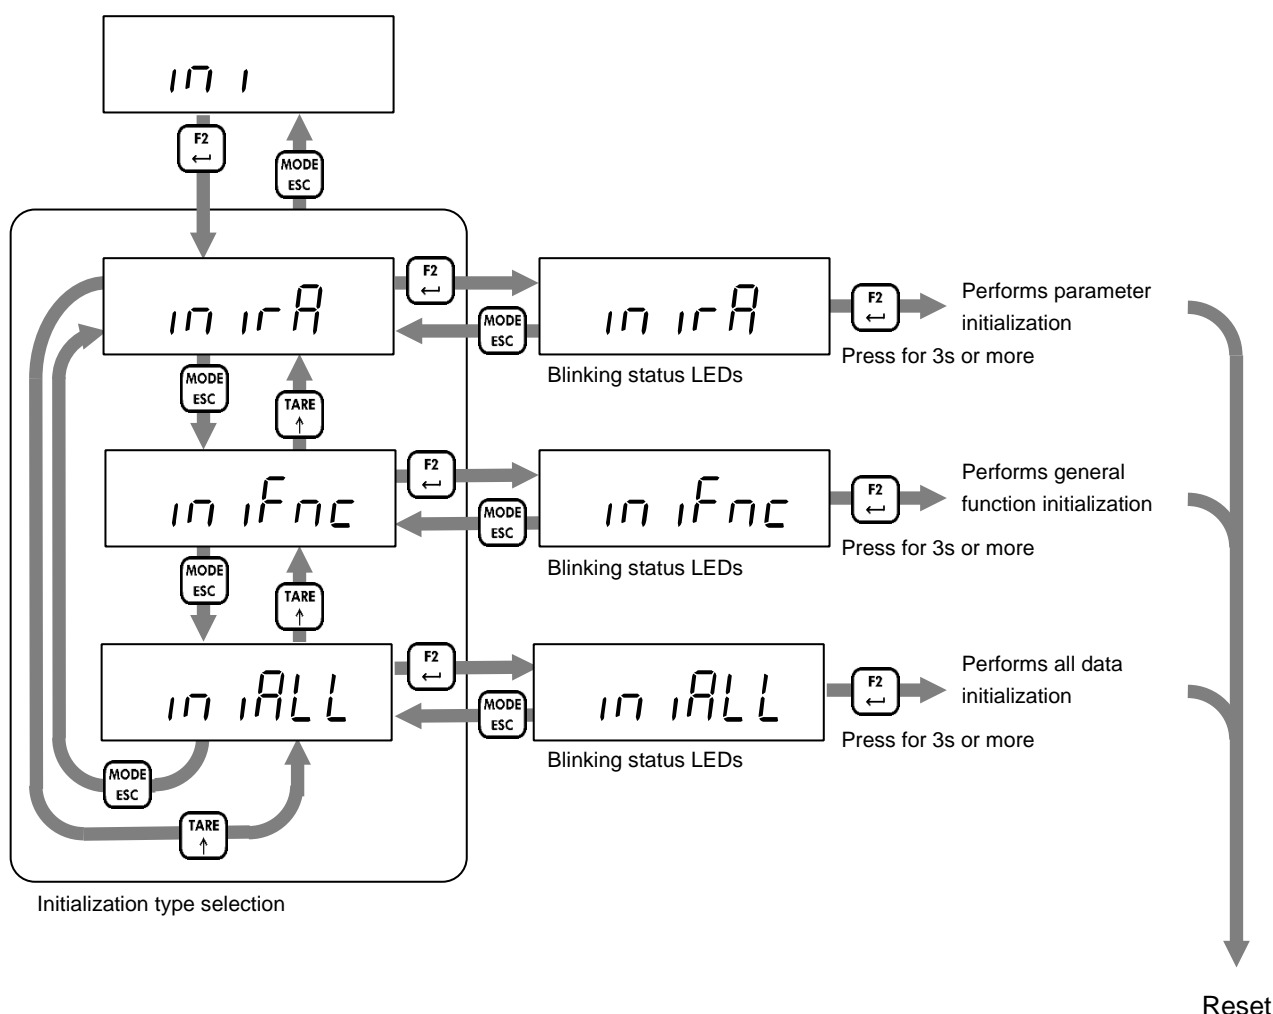 ini
F2
←
MODE
ESC
inirA
F2
←
MODE
ESC
inirA
F2
←
Performs parameter
initialization
Press for 3s or more
Blinking status LEDs
MODE
ESC
TARE
↑
iniFnc
F2
←
MODE
ESC
iniFnc
F2
←
Performs general
function initialization
Press for 3s or more
Blinking status LEDs
MODE
ESC
TARE
↑
iniALL
F2
←
MODE
ESC
iniALL
F2
←
Performs all data
initialization
Press for 3s or more
Blinking status LEDs
MODE
ESC
TARE
↑
Initialization type selection
Reset